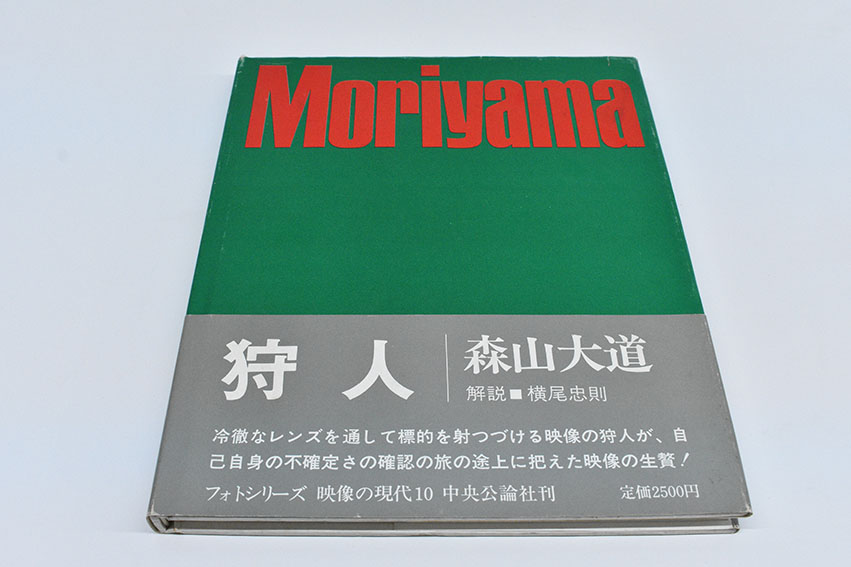 Moriyama
狩人
森山大道
解説■横尾忠則
冷徹なレンズを通して標的を射つづける映像の狩人が、自
己自身の不確定さの確認の旅の途上に把えた映像の生贅!
フォトシリーズ 映像の現代10 中央公論社刊 定価2500円